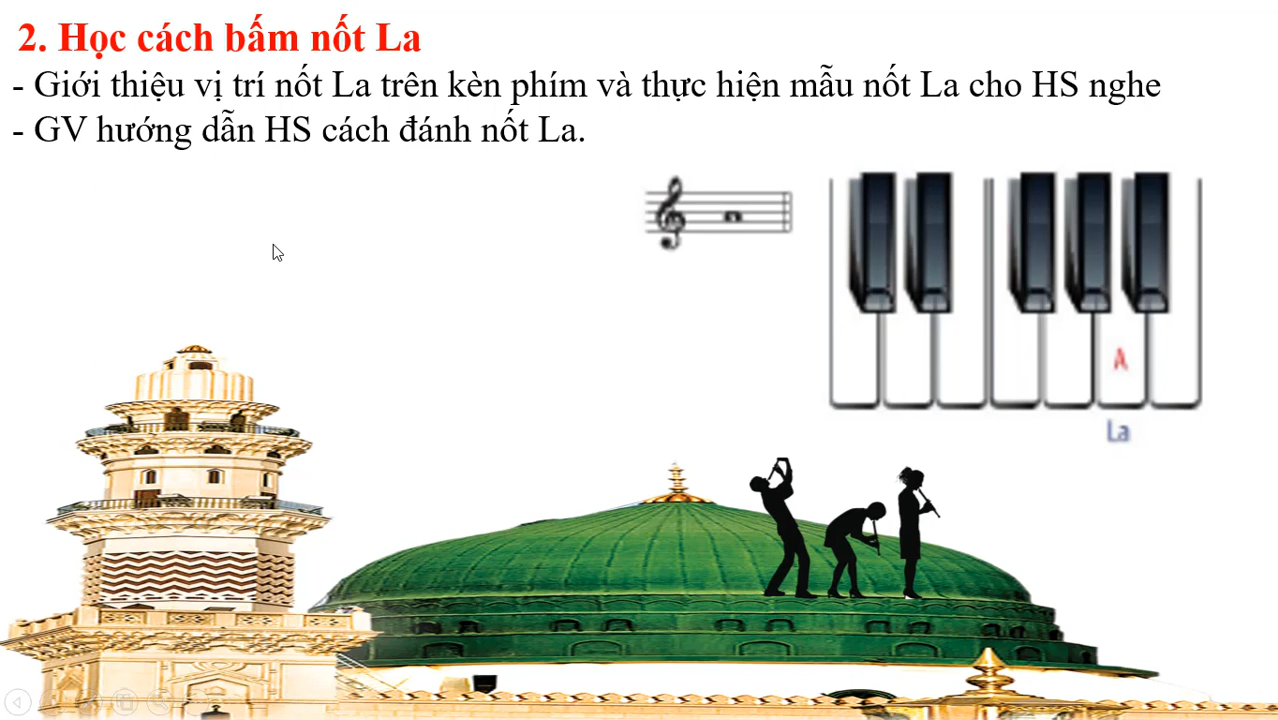 2. Học cách bấm nốt La
- Giới thiệu vị trí nốt La trên kèn phím và thực hiện mẫu nốt La cho HS nghe
- GV hướng dẫn HS cách đánh nốt La.
A
La